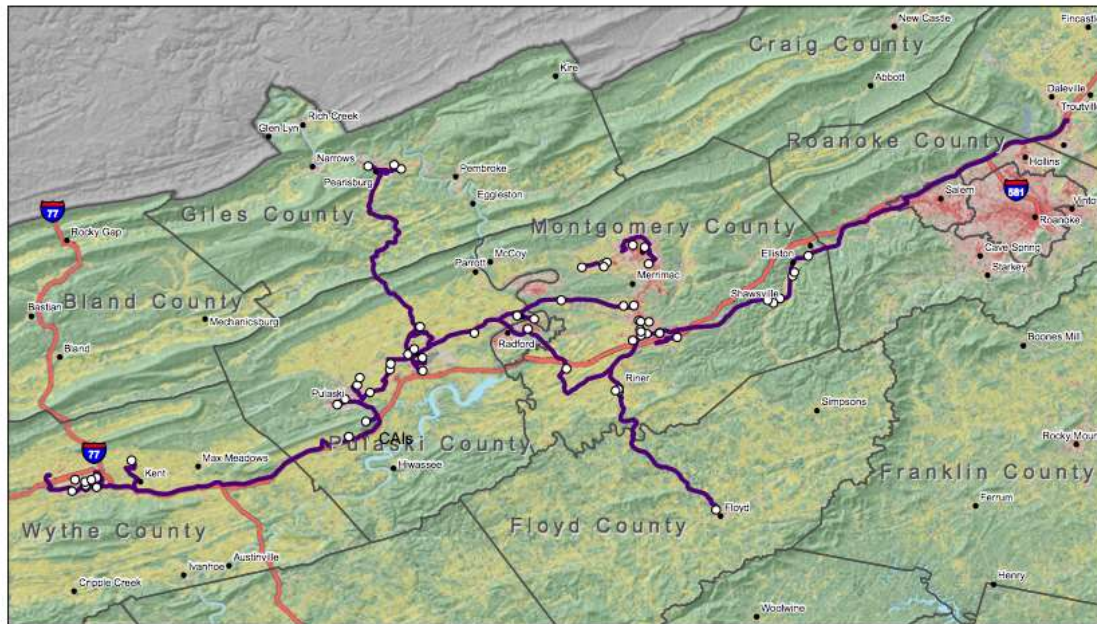 New Castle
Fincastle
Craig County
Kire
Abbott
Daleville
Troutville
Rich Creek
Glen Lyn
Roanoke County
Hollins
Narrows
Pembroke
Pearisburg
Eggleston
Salem
581
Vinton
Giles County
Roanoke
77
Montgomery County
Rocky Gap
McCoy
Elliston
Cave Spring
Parrott
Merrimac
Starkey
Bland County
Shawsville
Bastian
Mechanicsburg
Radford
Boones Mill
Bland
Riner
Pulaski
Simpsons
CAIs
Pulaski County
77
Max Meadows
Hiwassee
Rocky Mount
Kent
Franklin County
Wythe County
Floyd County
Floyd
Ferrum
Austinville
Ivanhoe
Cripple Creek
Henry
Woolwine